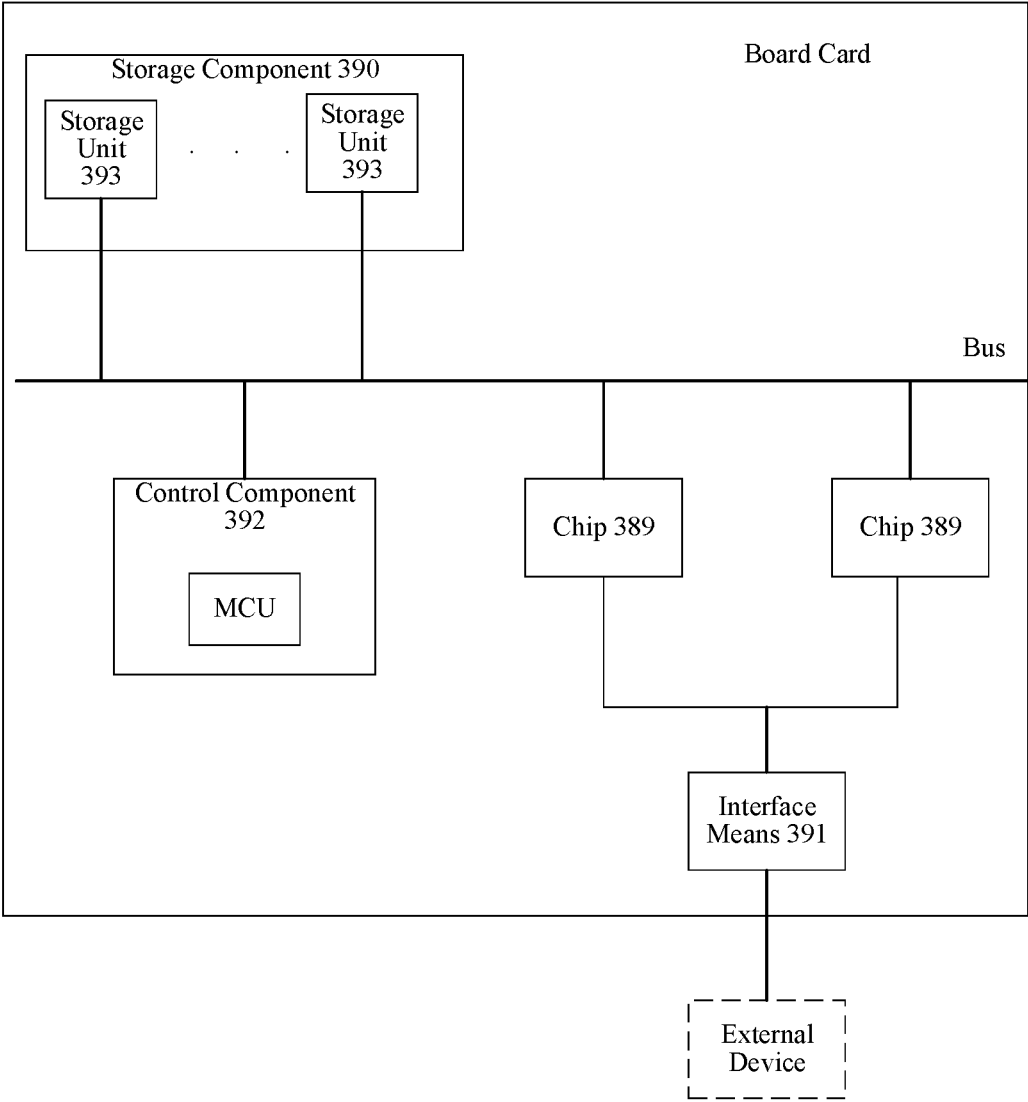 Board Card
Storage Component 390
Storage
Unit
393
. . .
Storage
Unit
393
Bus
Control Component
392
MCU
Chip 389
Chip 389
Interface
Means 391
External
Device